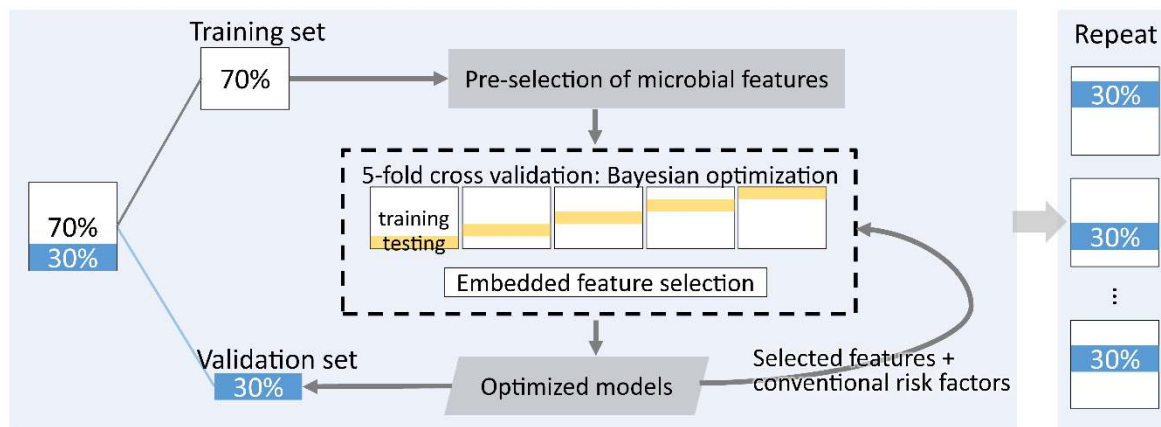 Training set
70%
Pre-selection of microbial features
5-fold cross validation: Bayesian optimization
training
testing
Embedded feature selection
70%
30%
Validation set
30%
Optimized models
Selected features +
conventional risk factors
Repeat
30%
30%
...
30%